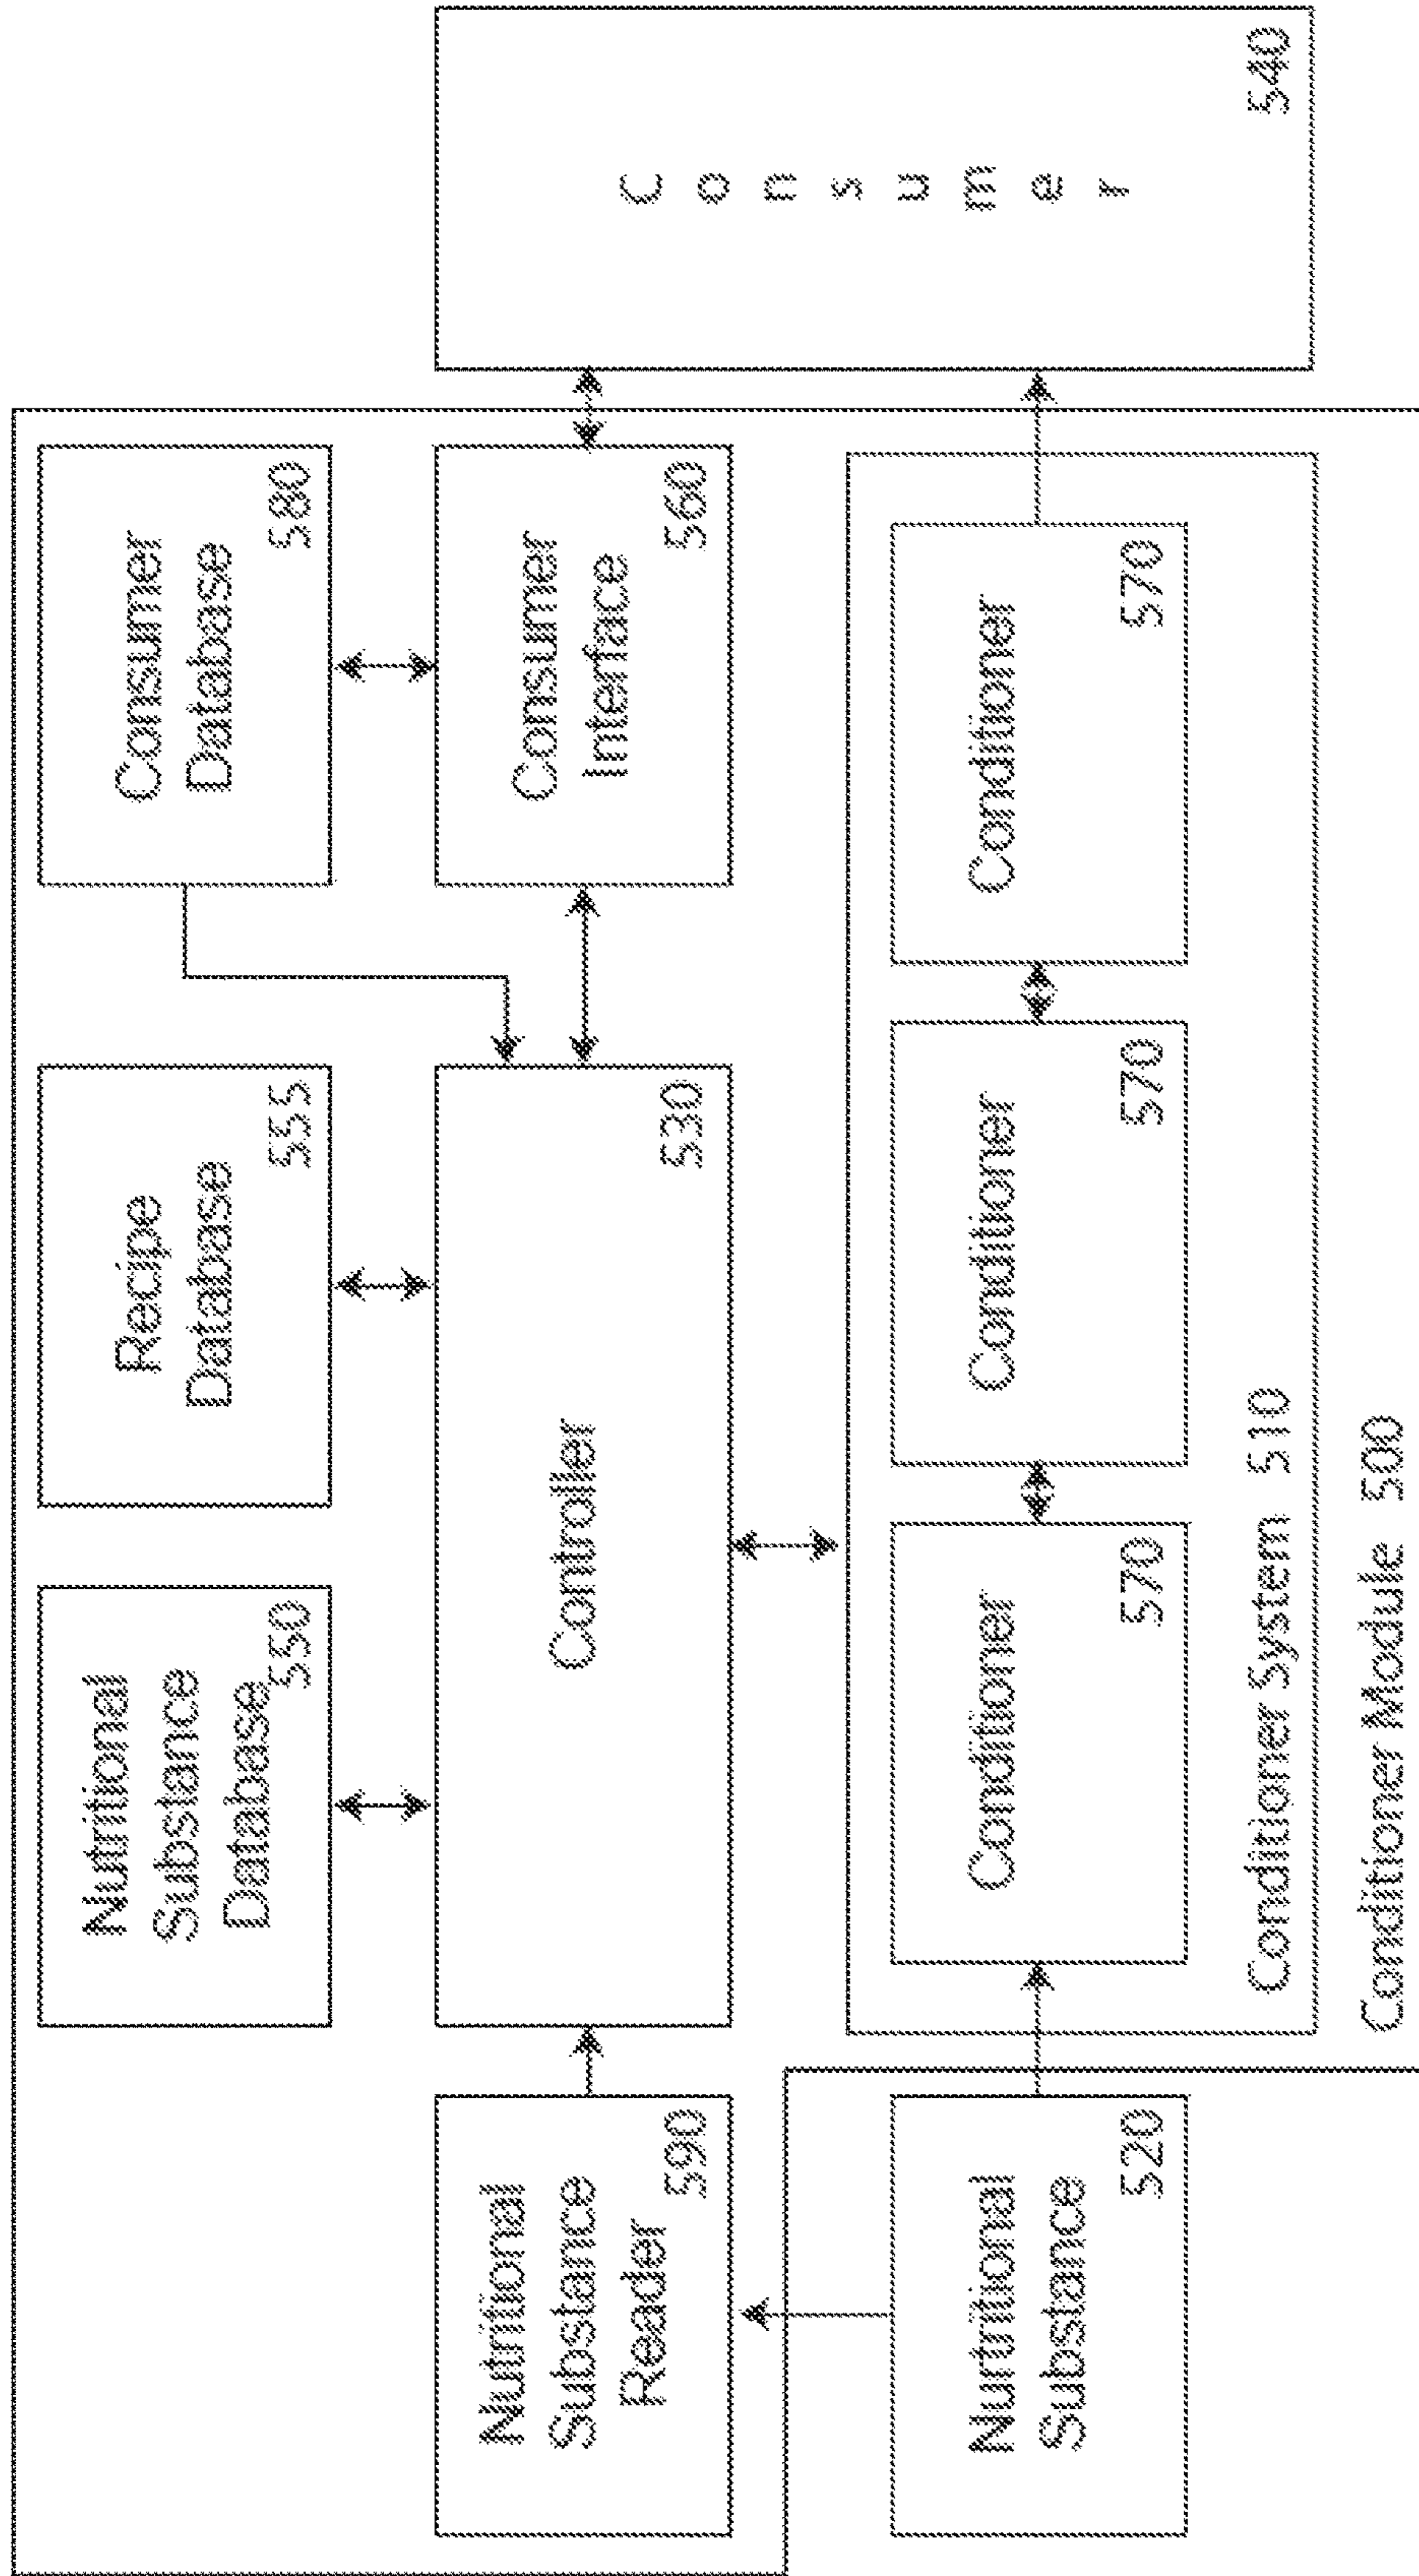 Nutritional
Substance
Database
550
Recipe
Database
555
Consumer
Database
580
Nutritional
Substance
Reader
590
Controller
530
Consumer
Interface
560
Consumer
540
Nurtritional
Substance
520
Conditioner
570
Conditioner
570
Conditioner
570
Conditioner System 510
Conditioner Module 500